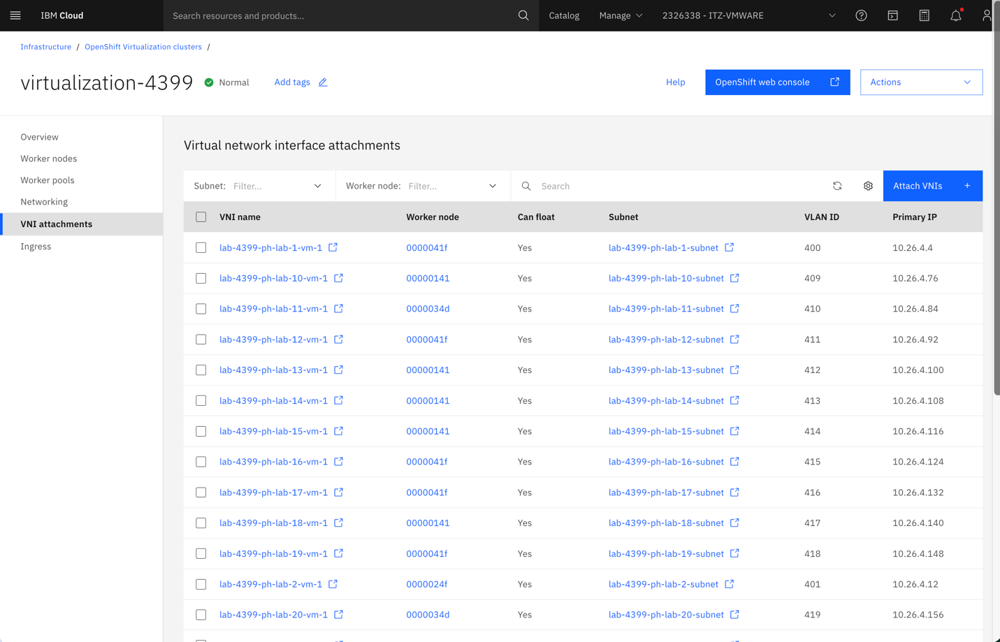 IBM Cloud
Search resources and products...
Catalog
Manage
2326338 - ITZ-VMWARE
Infrastructure / OpenShift Virtualization clusters /
virtualization-4399
Normal
Add tags
Help
OpenShift web console
Actions
Overview
Worker nodes
Worker pools
Networking
VNI attachments
Ingress
Virtual network interface attachments
Subnet: Filter...
Worker node: Filter...
Search
Attach VNIs +
VNI name Worker node Can float Subnet VLAN ID Primary IP
lab-4399-ph-lab-1-vm-1 0000041f Yes lab-4399-ph-lab-1-subnet 400 10.26.4.4
lab-4399-ph-lab-10-vm-1 00000141 Yes lab-4399-ph-lab-10-subnet 409 10.26.4.76
lab-4399-ph-lab-11-vm-1 0000034d Yes lab-4399-ph-lab-11-subnet 410 10.26.4.84
lab-4399-ph-lab-12-vm-1 0000041f Yes lab-4399-ph-lab-12-subnet 411 10.26.4.92
lab-4399-ph-lab-13-vm-1 00000141 Yes lab-4399-ph-lab-13-subnet 412 10.26.4.100
lab-4399-ph-lab-14-vm-1 00000141 Yes lab-4399-ph-lab-14-subnet 413 10.26.4.108
lab-4399-ph-lab-15-vm-1 00000141 Yes lab-4399-ph-lab-15-subnet 414 10.26.4.116
lab-4399-ph-lab-16-vm-1 0000041f Yes lab-4399-ph-lab-16-subnet 415 10.26.4.124
lab-4399-ph-lab-17-vm-1 0000041f Yes lab-4399-ph-lab-17-subnet 416 10.26.4.132
lab-4399-ph-lab-18-vm-1 00000141 Yes lab-4399-ph-lab-18-subnet 417 10.26.4.140
lab-4399-ph-lab-19-vm-1 0000041f Yes lab-4399-ph-lab-19-subnet 418 10.26.4.148
lab-4399-ph-lab-2-vm-1 0000024f Yes lab-4399-ph-lab-2-subnet 401 10.26.4.12
lab-4399-ph-lab-20-vm-1 0000034d Yes lab-4399-ph-lab-20-subnet 419 10.26.4.156